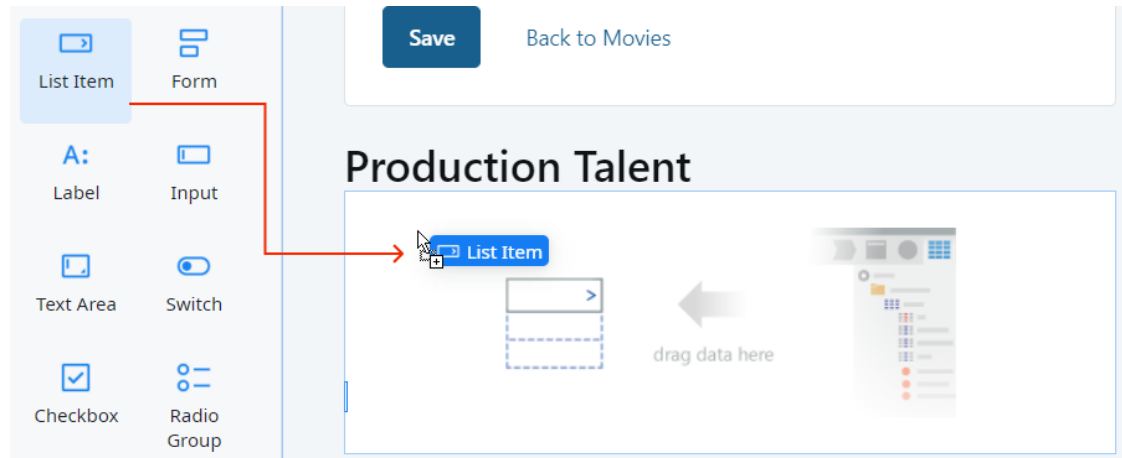 List Item
Form
A:
Label
Input
Text Area
Switch
Checkbox
Radio
Group
Save
Back to Movies
Production Talent
List Item
drag data here